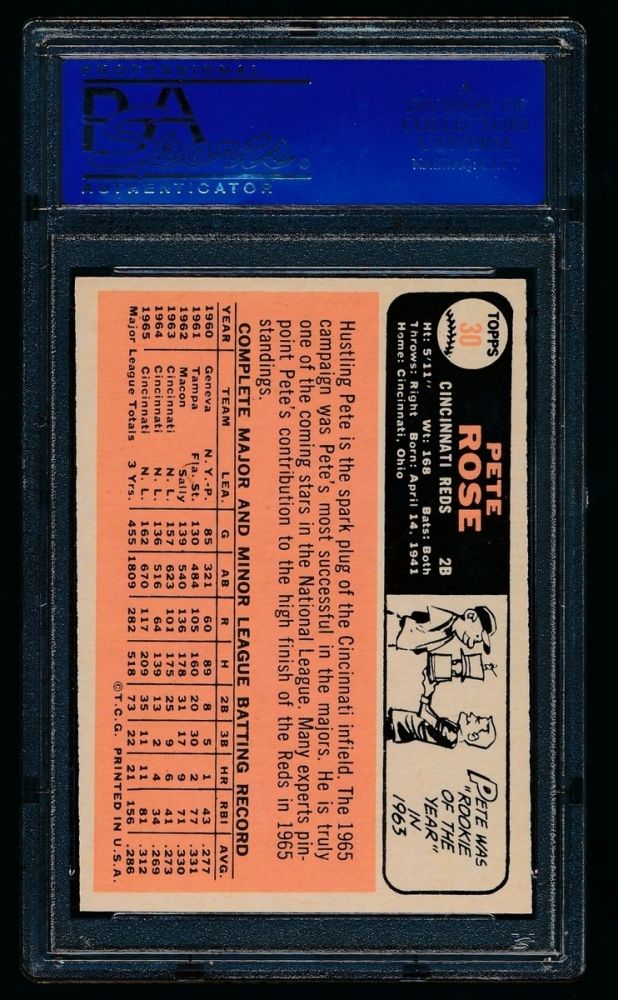 PROFESSIONAL
PSA
Sports
AUTHENTICATOR
A
DIVISION OF
COLLECTORS
UNIVERSE
TOPPS
30
PETE
ROSE
CINCINNATI REDS 2B
Ht: 5/11" Wt: 168 Bats: Both
Throws: Right Born: April 14, 1941
Home: Cincinnati, Ohio
PETE WAS
"ROOKIE
OF THE
YEAR"
IN
1963
Hustling Pete is the spark plug of the Cincinnati infield. The 1965
campaign was Pete's most successful in the majors. He is truly
one of the coming stars in the National League. Many experts pin-
point Pete's contribution to the high finish of the Reds in 1965
standings.
COMPLETE MAJOR AND MINOR LEAGUE BATTING RECORD
YEAR TEAM LEA. G AB R H 2B 3B HR RBI AVG.
1960 Geneva N.Y.-P. 85 321 60 89 8 5 1 43 .277
1961 Tampa Fla. St. 130 484 105 160 20 30 2 77 .331
1962 Macon Sally 139 540 136 178 31 17 9 71 .330
1963 Cincinnati N. L. 157 623 101 175 25 9 6 41 .273
1964 Cincinnati N. L. 136 516 64 139 13 2 4 34 .269
1965 Cincinnati N. L. 162 670 117 209 35 11 11 81 .312
Major League Totals 3 Yrs. 455 1809 282 518 73 22 21 156 .286
©T.C.G. PRINTED IN U.S.A.